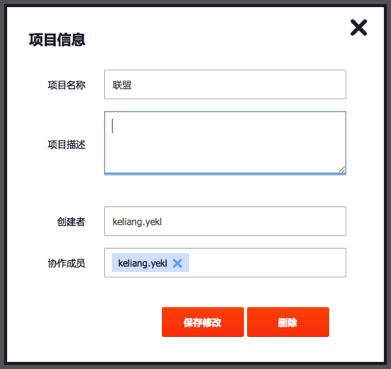 项目信息
项目名称 联盟
项目描述
创建者 keliang.yekl
协作成员 keliang.yekl
保存修改 删除